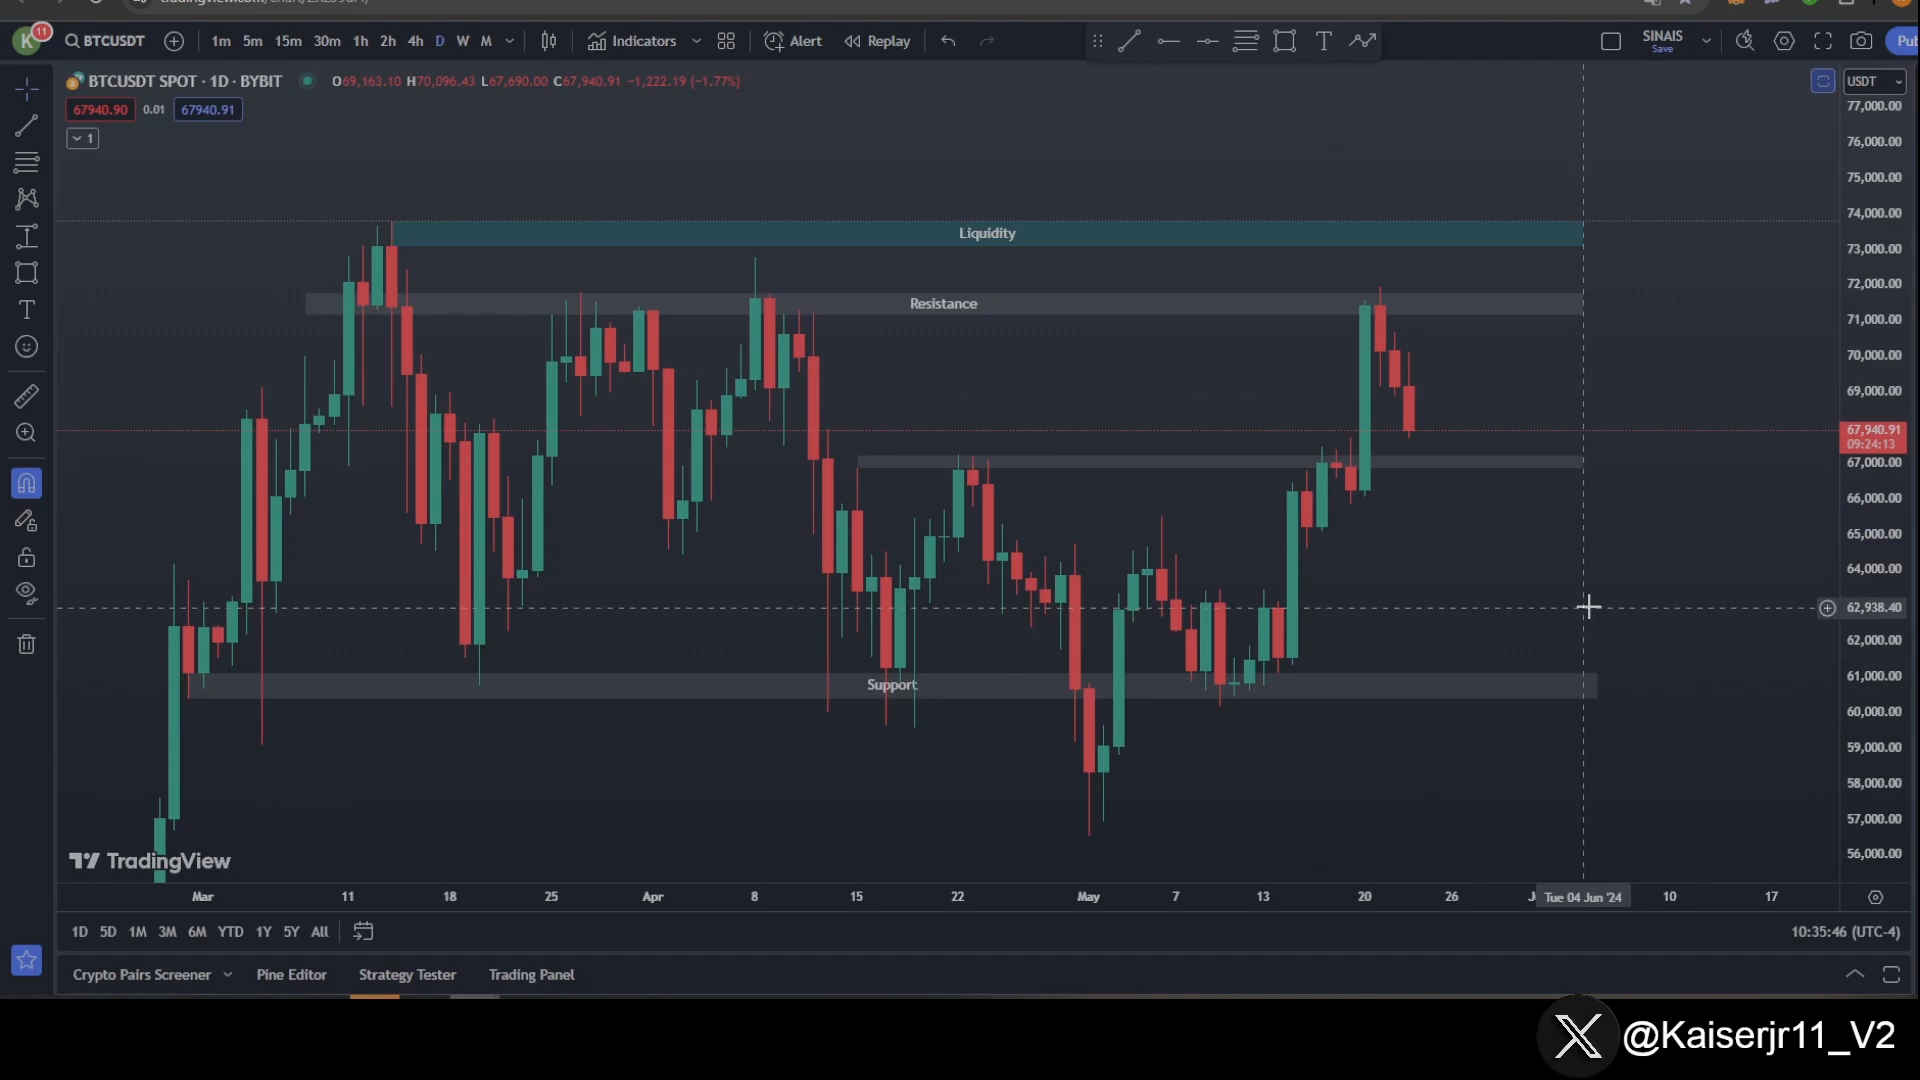 K 11 BTCUSDT 1m 5m 15m 30m 1h 2h 4h D W M Indicators Alert Replay SINAIS Save Pub
BTCUSDT SPOT · 1D · BYBIT O69,163.10 H70,096.43 L67,690.00 C67,940.91 −1,222.19 (−1.77%) USDT
67940.90 0.01 67940.91
1
77,000.00
76,000.00
75,000.00
74,000.00
Liquidity
73,000.00
72,000.00
Resistance
71,000.00
70,000.00
69,000.00
67,940.91
09:24:13
67,000.00
66,000.00
65,000.00
64,000.00
62,938.40
62,000.00
61,000.00
Support
60,000.00
59,000.00
58,000.00
57,000.00
56,000.00
TradingView
Mar 11 18 25 Apr 8 15 22 May 7 13 20 26 Tue 04 Jun '24 10 17
1D 5D 1M 3M 6M YTD 1Y 5Y All 10:35:46 (UTC-4)
Crypto Pairs Screener Pine Editor Strategy Tester Trading Panel
@Kaiserjr11_V2